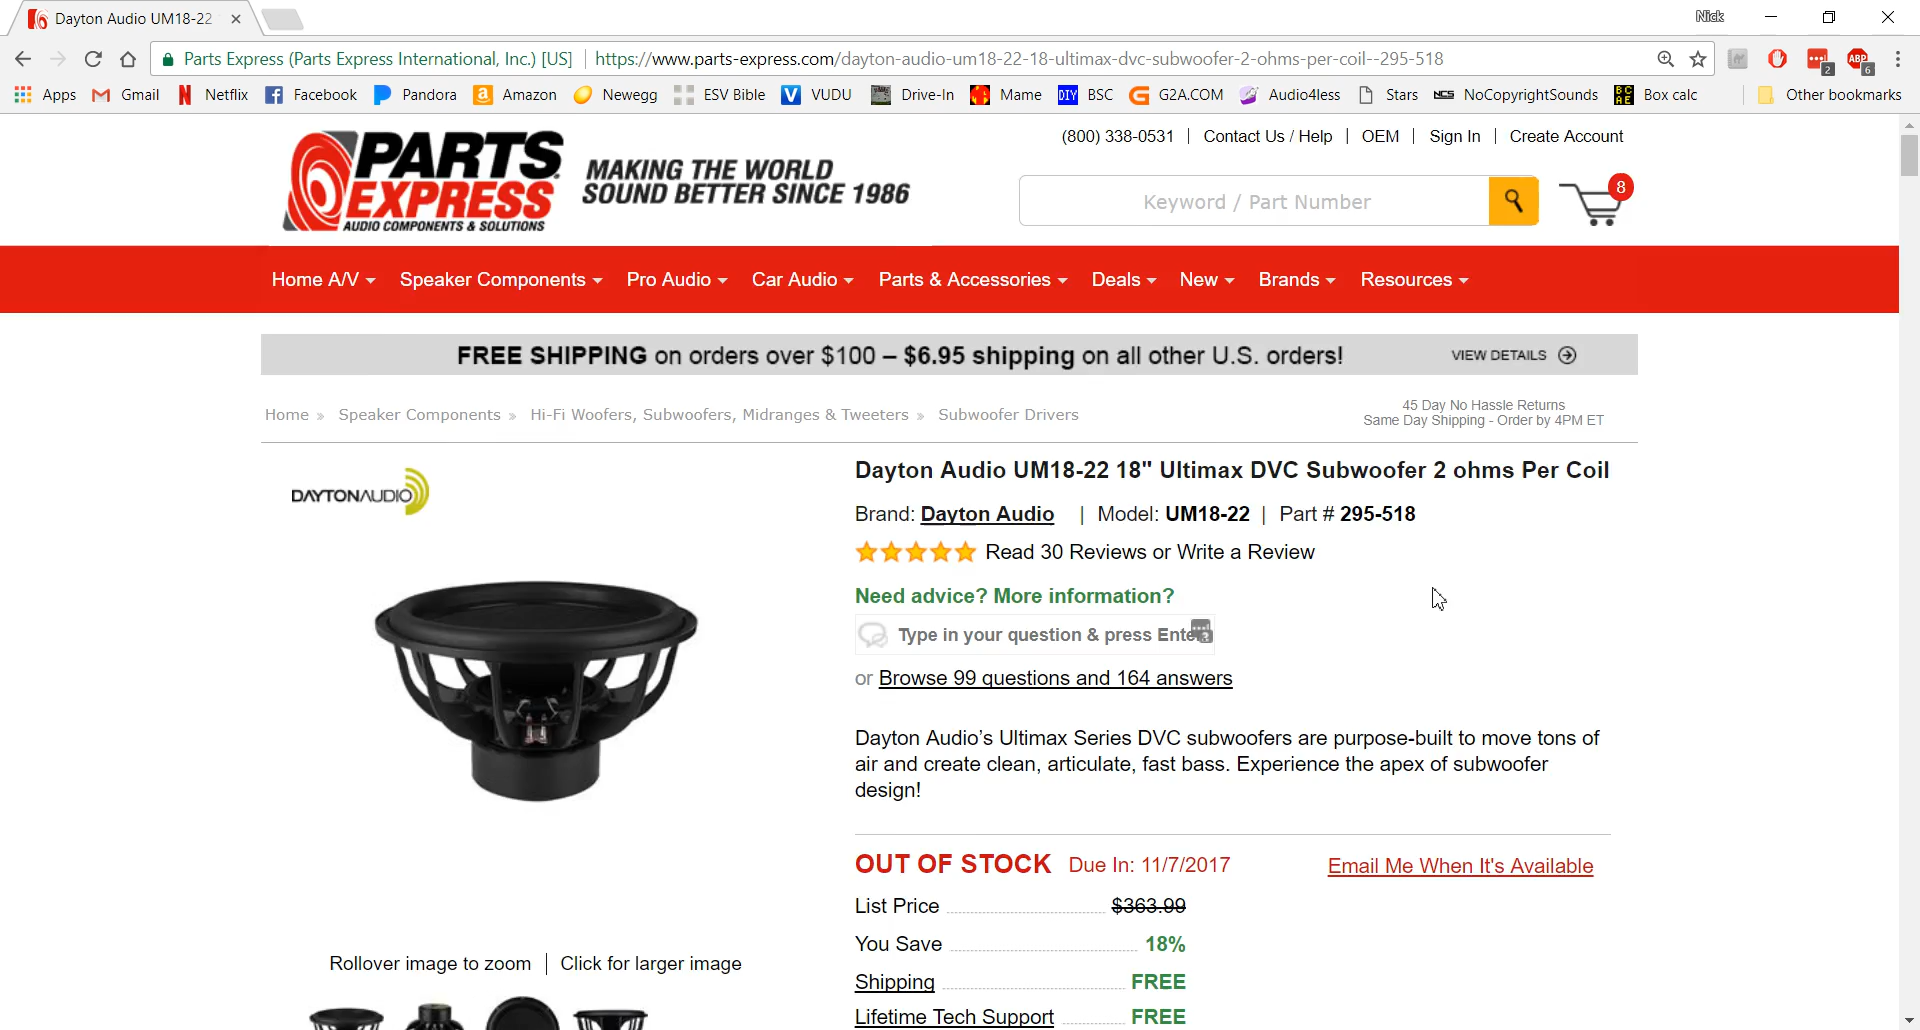 Dayton Audio UM18-22
Nick
Parts Express (Parts Express International, Inc.) [US] https://www.parts-express.com/dayton-audio-um18-22-18-ultimax-dvc-subwoofer-2-ohms-per-coil--295-518
2
ABP
6
Apps Gmail Netflix Facebook Pandora Amazon Newegg ESV Bible VUDU Drive-In Mame DIY BSC G2A.COM Audio4less Stars NCS NoCopyrightSounds BC AE Box calc Other bookmarks
(800) 338-0531 | Contact Us / Help | OEM | Sign In | Create Account
PARTS
EXPRESS
AUDIO COMPONENTS & SOLUTIONS
MAKING THE WORLD
SOUND BETTER SINCE 1986
Keyword / Part Number
8
Home A/V Speaker Components Pro Audio Car Audio Parts & Accessories Deals New Brands Resources
FREE SHIPPING on orders over $100 – $6.95 shipping on all other U.S. orders! VIEW DETAILS
Home » Speaker Components » Hi-Fi Woofers, Subwoofers, Midranges & Tweeters » Subwoofer Drivers
45 Day No Hassle Returns
Same Day Shipping - Order by 4PM ET
DAYTON AUDIO
Dayton Audio UM18-22 18" Ultimax DVC Subwoofer 2 ohms Per Coil
Brand: Dayton Audio | Model: UM18-22 | Part # 295-518
Read 30 Reviews or Write a Review
Need advice? More information?
Type in your question & press Enter
or Browse 99 questions and 164 answers
Dayton Audio's Ultimax Series DVC subwoofers are purpose-built to move tons of
air and create clean, articulate, fast bass. Experience the apex of subwoofer
design!
OUT OF STOCK Due In: 11/7/2017 Email Me When It's Available
List Price $363.99
You Save 18%
Shipping FREE
Lifetime Tech Support FREE
Rollover image to zoom | Click for larger image